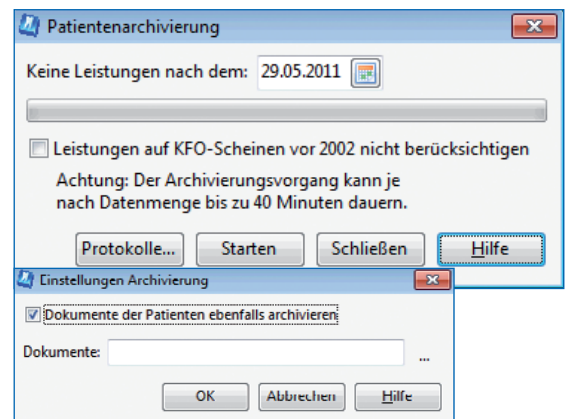 Patientenarchivierung
Keine Leistungen nach dem: 29.05.2011
Leistungen auf KFO-Scheinen vor 2002 nicht berücksichtigen
Achtung: Der Archivierungsvorgang kann je
nach Datenmenge bis zu 40 Minuten dauern.
Protokolle... Starten Schließen Hilfe
Einstellungen Archivierung
Dokumente der Patienten ebenfalls archivieren
Dokumente: ...
OK Abbrechen Hilfe